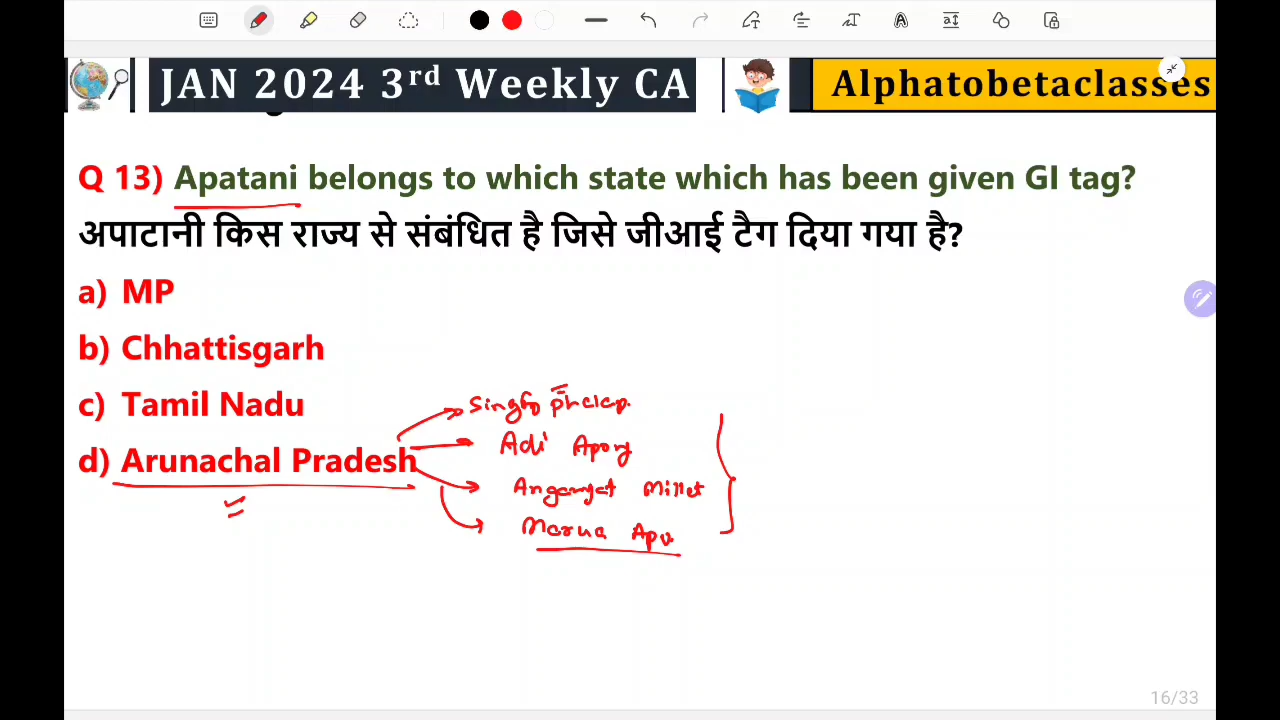 JAN 2024 3rd Weekly CA
Alphatobetaclasses
Q 13) Apatani belongs to which state which has been given GI tag?
अपाटानी किस राज्य से संबंधित है जिसे जीआई टैग दिया गया है?
a) MP
b) Chhattisgarh
c) Tamil Nadu
d) Arunachal Pradesh
Adi Apong
Millet
Marua Apo
16/33